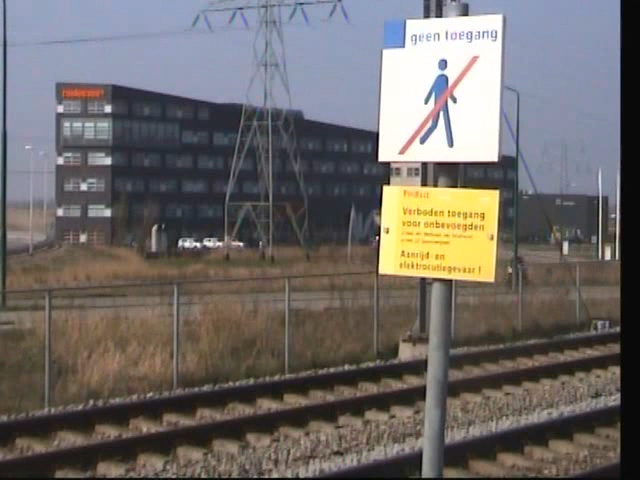 geen toegang
ProRail
Verboden toegang
voor onbevoegden
Aanrijd- en
elektrocutiegevaar!